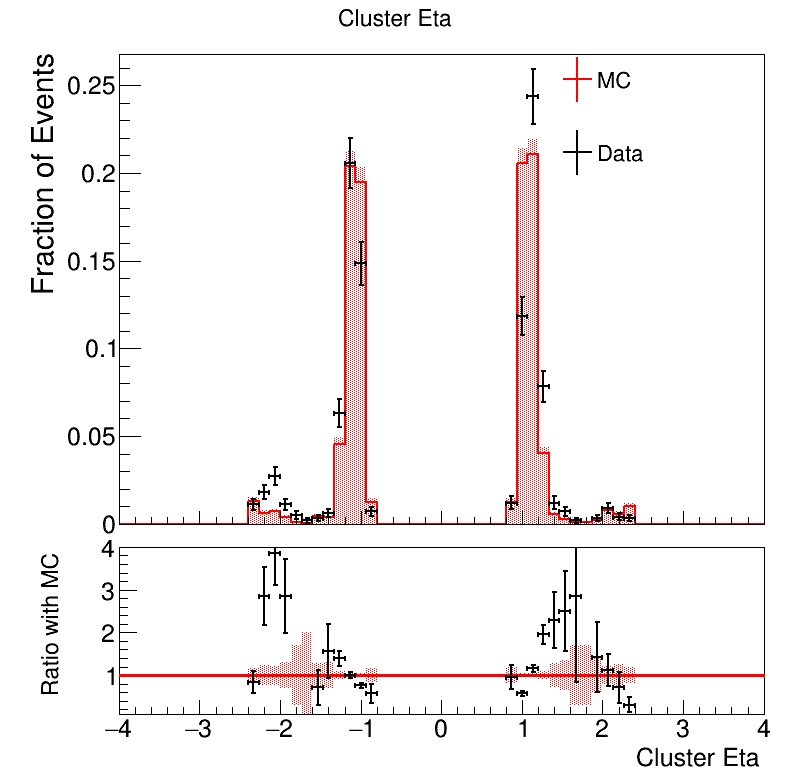 Cluster Eta
Fraction of Events
0.25
0.2
0.15
0.1
0.05
0
MC
Data
Ratio with MC
4
3
2
1
−4 −3 −2 −1 0 1 2 3 4
Cluster Eta